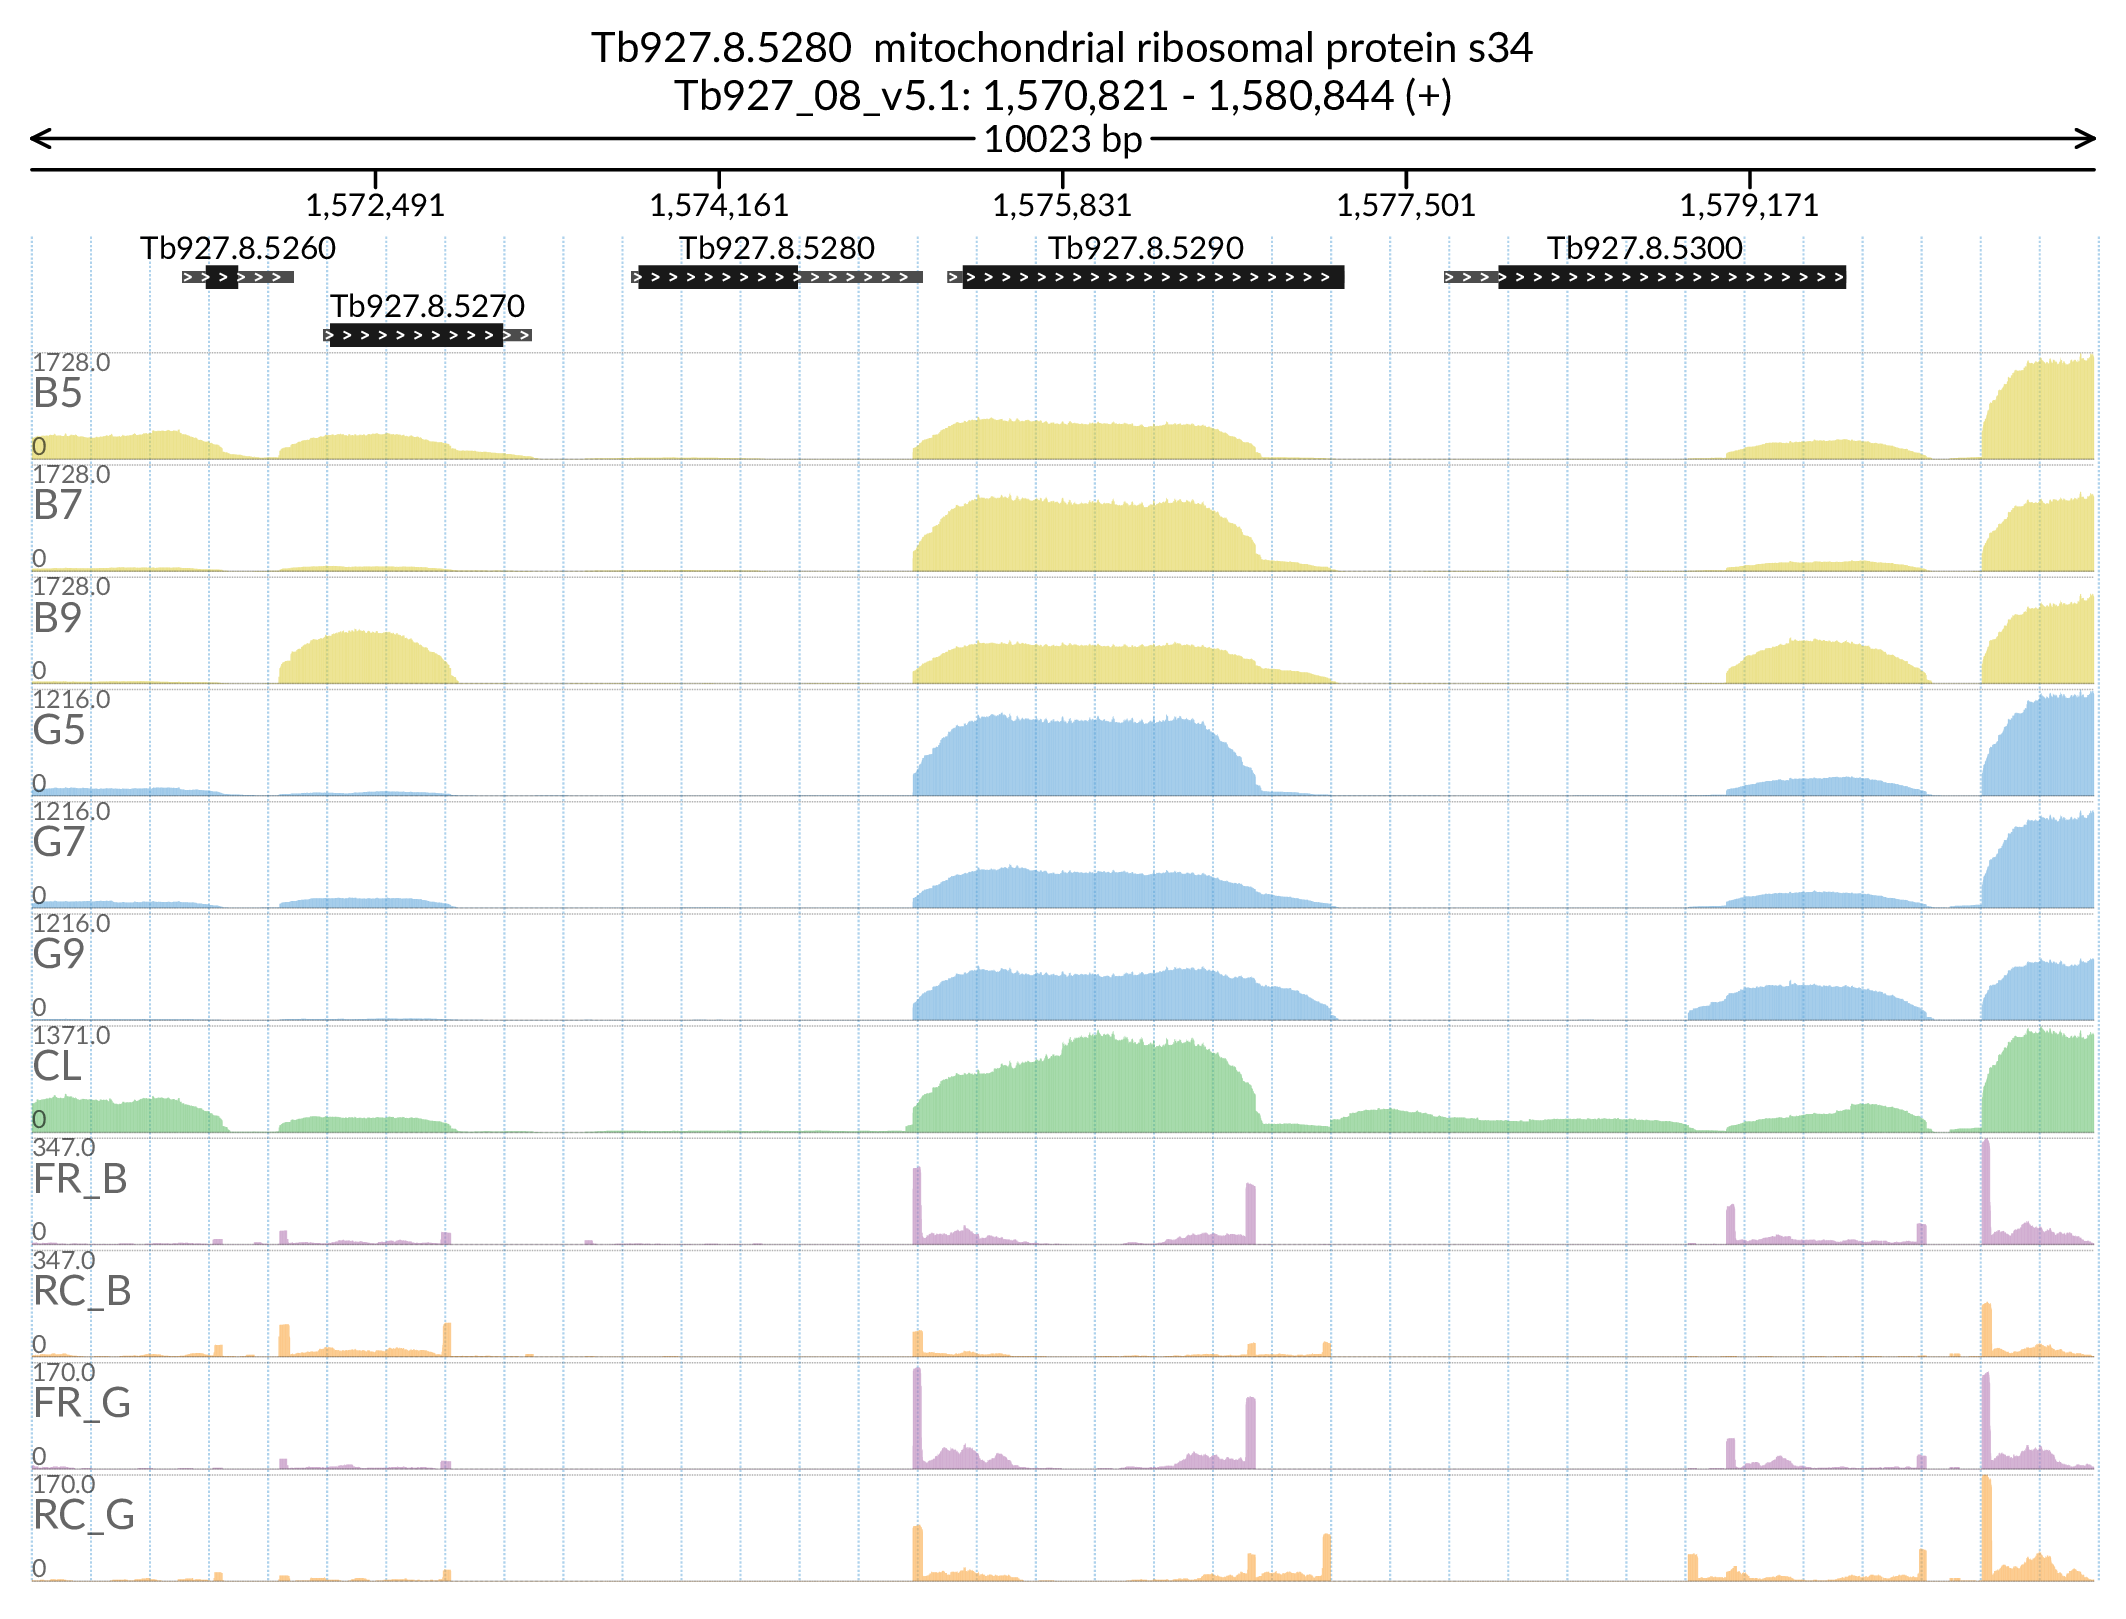 Tb927.8.5280  mitochondrial ribosomal protein s34
Tb927_08_v5.1: 1,570,821 - 1,580,844 (+)
10023 bp
1,572,491 1,574,161 1,575,831 1,577,501 1,579,171
Tb927.8.5260 Tb927.8.5280 Tb927.8.5290 Tb927.8.5300
Tb927.8.5270
1728.0
B5
0
1728.0
B7
0
1728.0
B9
0
1216.0
G5
0
1216.0
G7
0
1216.0
G9
0
1371.0
CL
0
347.0
FR_B
0
347.0
RC_B
0
170.0
FR_G
0
170.0
RC_G
0